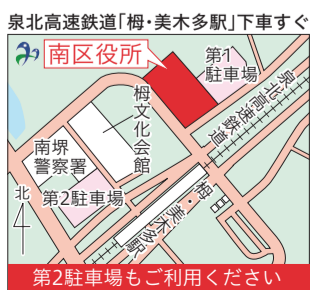 泉北高速鉄道「栂・美木多駅」下車すぐ
南区役所
第1
駐車場
泉北高速鉄道
栂文化会館
南堺
警察署
第2駐車場
北
栂・美木多駅
第2駐車場もご利用ください